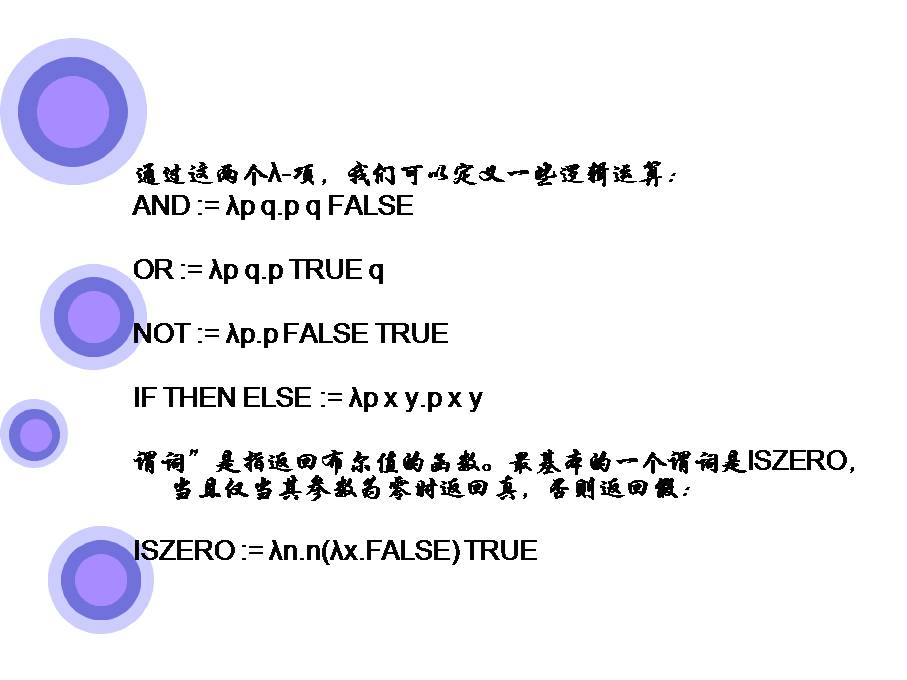 通过这两个λ-项，我们可以定义一些逻辑运算：
AND := λp q.p q FALSE
OR := λp q.p TRUE q
NOT := λp.p FALSE TRUE
IF THEN ELSE := λp x y.p x y
谓词”是指返回布尔值的函数。最基本的一个谓词是ISZERO,
当且仅当其参数为零时返回真，否则返回假：
ISZERO := λn.n(λx.FALSE) TRUE